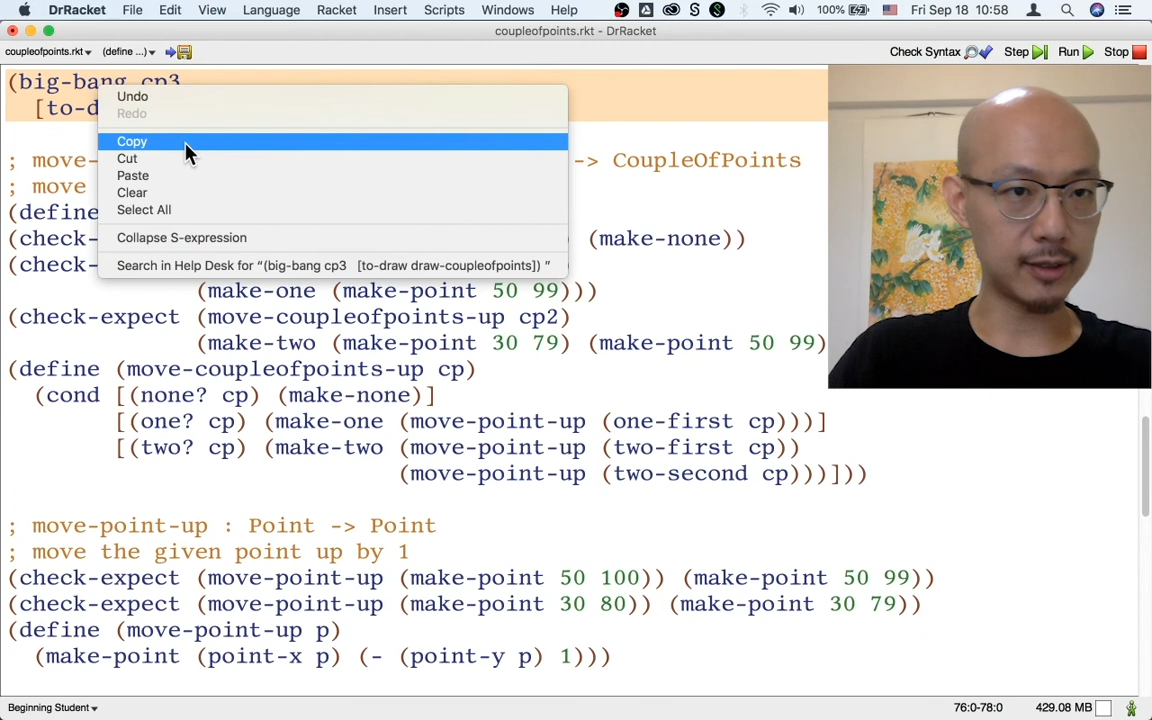 DrRacket File Edit View Language Racket Insert Scripts Windows Help 100% Fri Sep 18 10:58
coupleofpoints.rkt - DrRacket
coupleofpoints.rkt (define ...) Check Syntax Step Run Stop
(big-bang cp3
[to-d
Undo
Redo
Copy
Cut
Paste
Clear
Select All
Collapse S-expression
Search in Help Desk for “(big-bang cp3 [to-draw draw-coupleofpoints]) ”
; move- -> CoupleOfPoints
; move
(define
(check- (make-none))
(check-
(make-one (make-point 50 99)))
(check-expect (move-coupleofpoints-up cp2)
(make-two (make-point 30 79) (make-point 50 99)
(define (move-coupleofpoints-up cp)
(cond [(none? cp) (make-none)]
[(one? cp) (make-one (move-point-up (one-first cp)))]
[(two? cp) (make-two (move-point-up (two-first cp))
(move-point-up (two-second cp)))]))
; move-point-up : Point -> Point
; move the given point up by 1
(check-expect (move-point-up (make-point 50 100)) (make-point 50 99))
(check-expect (move-point-up (make-point 30 80)) (make-point 30 79))
(define (move-point-up p)
(make-point (point-x p) (- (point-y p) 1)))
Beginning Student 76:0-78:0 429.08 MB